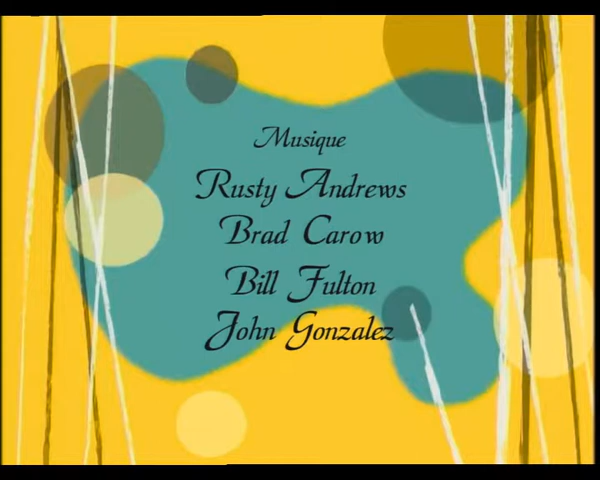 Musique
Rusty Andrews
Brad Carow
Bill Fulton
John Gonzalez